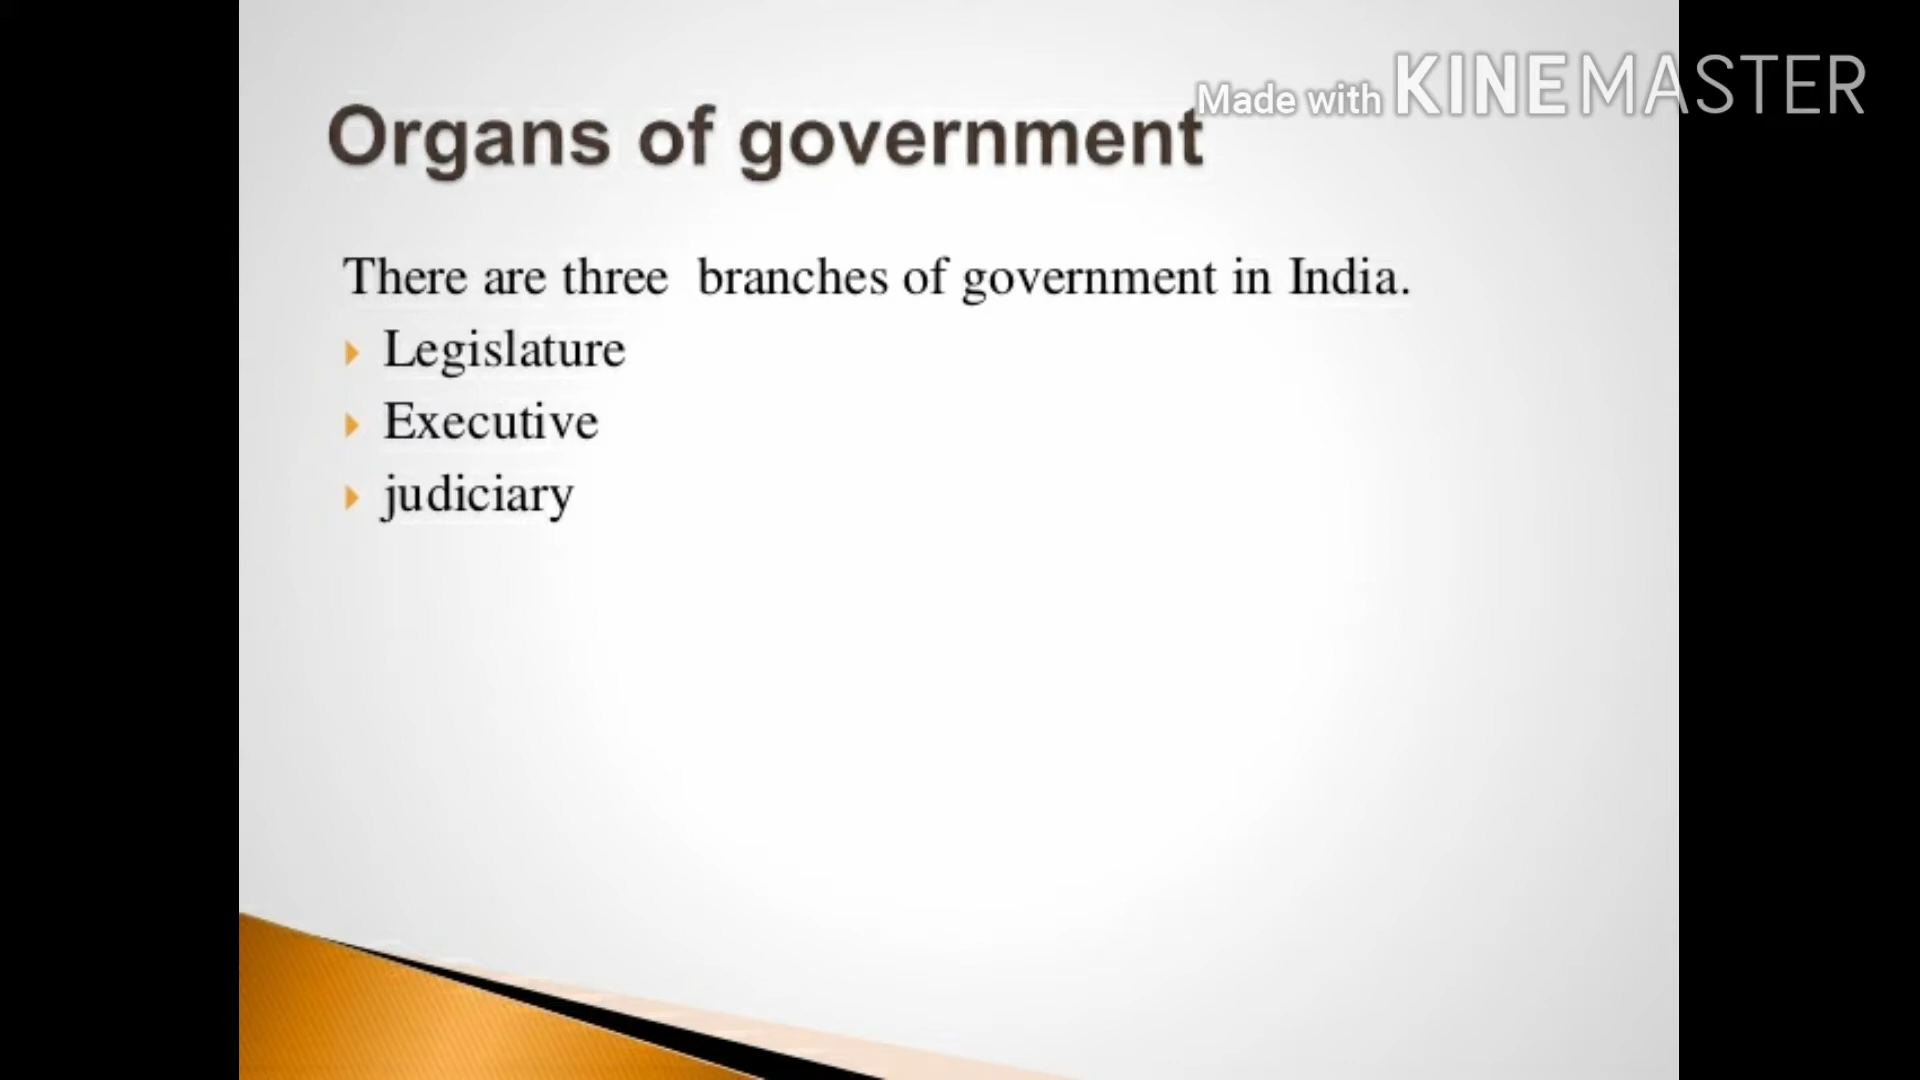 Made with KINEMASTER
Organs of government
There are three branches of government in India.
Legislature
Executive
judiciary